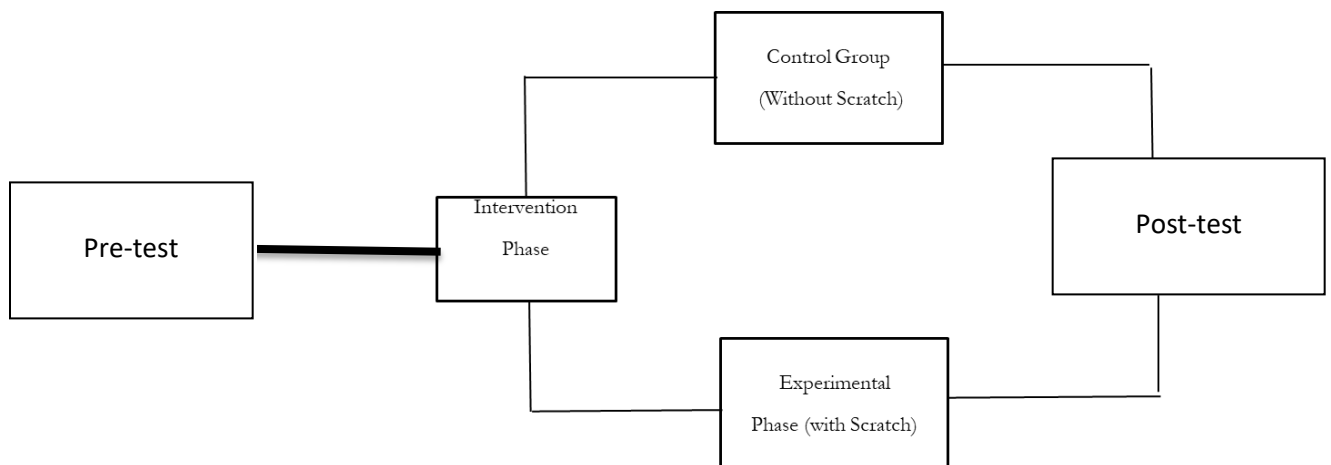 Pre-test
Intervention
Phase
Control Group
(Without Scratch)
Experimental
Phase (with Scratch)
Post-test